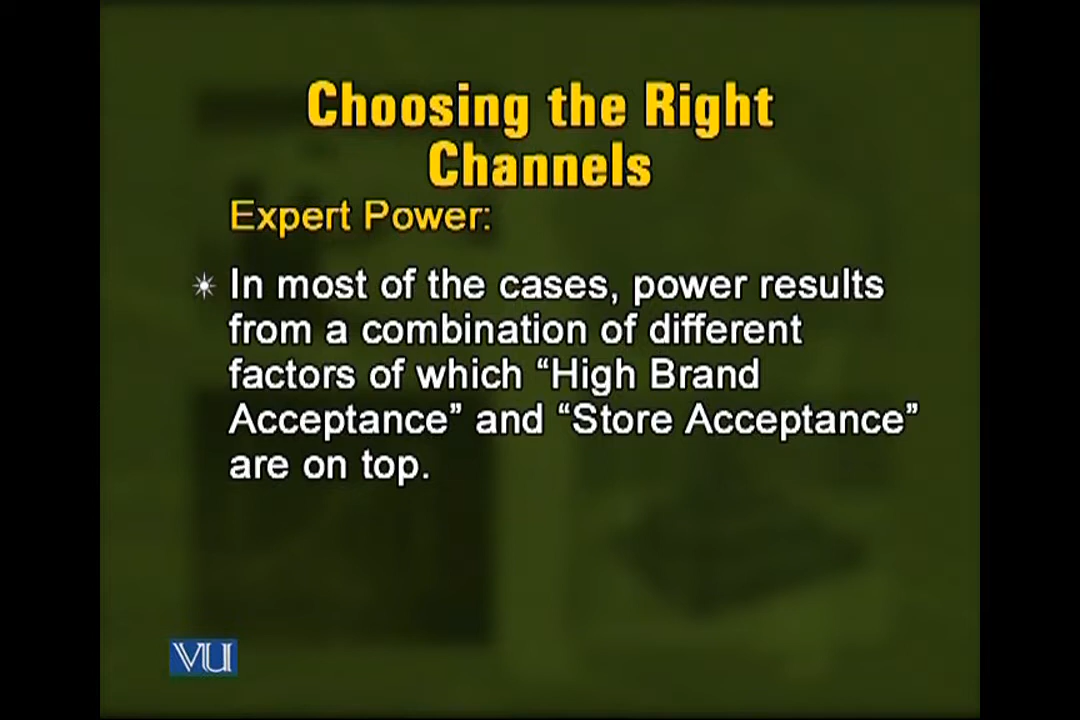 Choosing the Right
Channels
Expert Power:
In most of the cases, power results
from a combination of different
factors of which “High Brand
Acceptance” and “Store Acceptance”
are on top.
VU